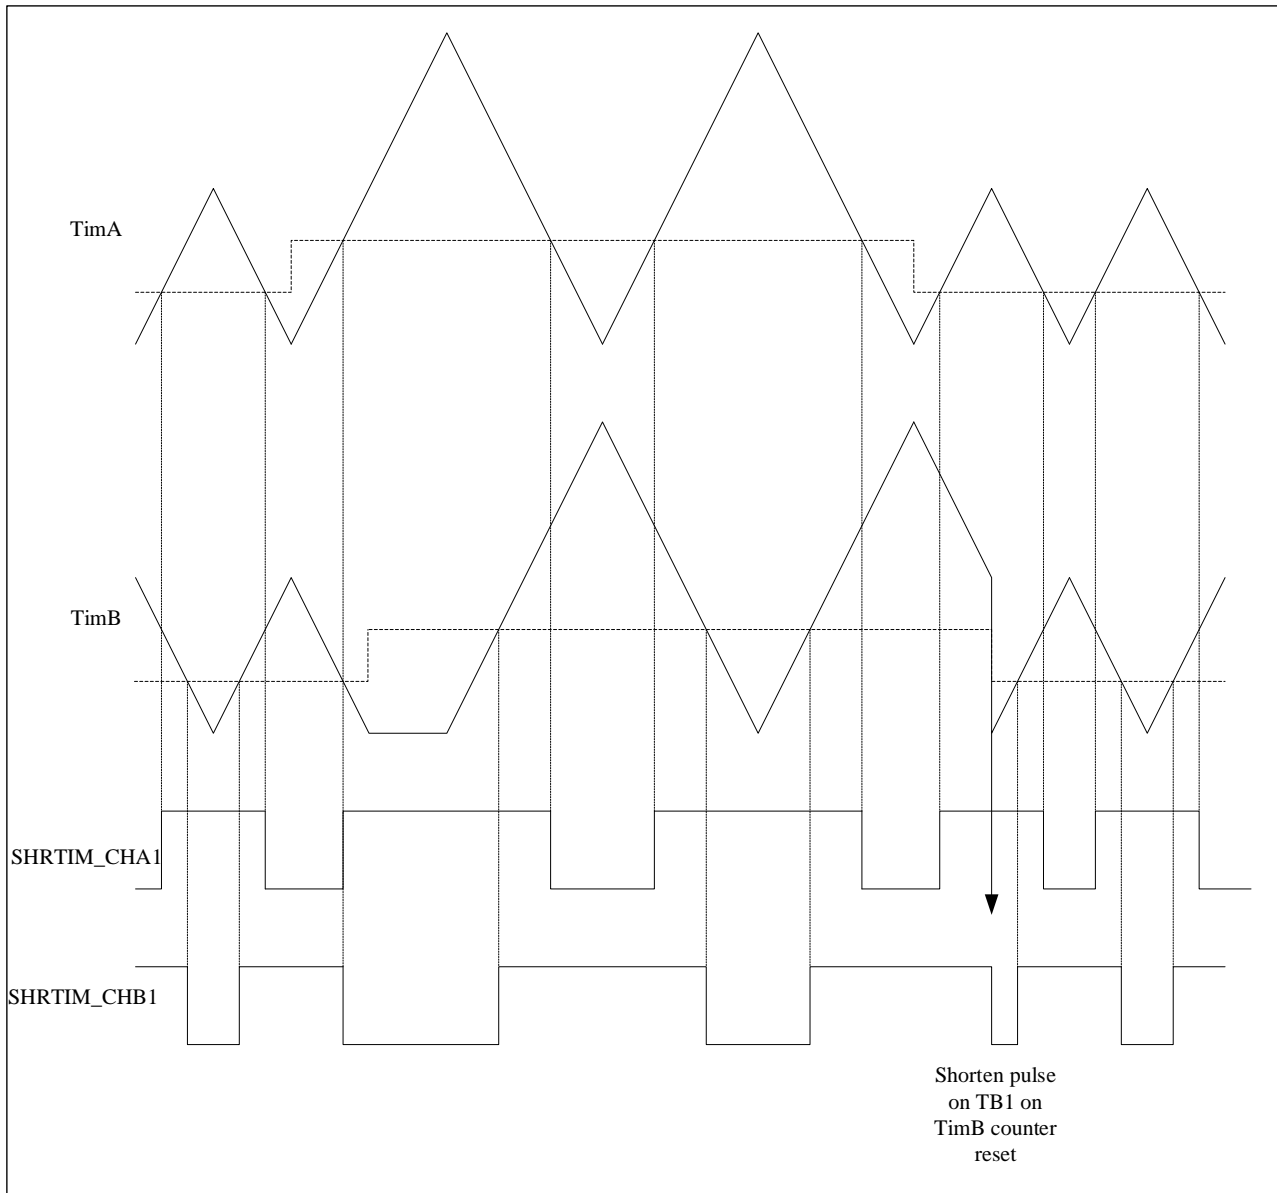 TimA
TimB
SHRTIM_CHA1
SHRTIM_CHB1
Shorten pulse
on TB1 on
TimB counter
reset